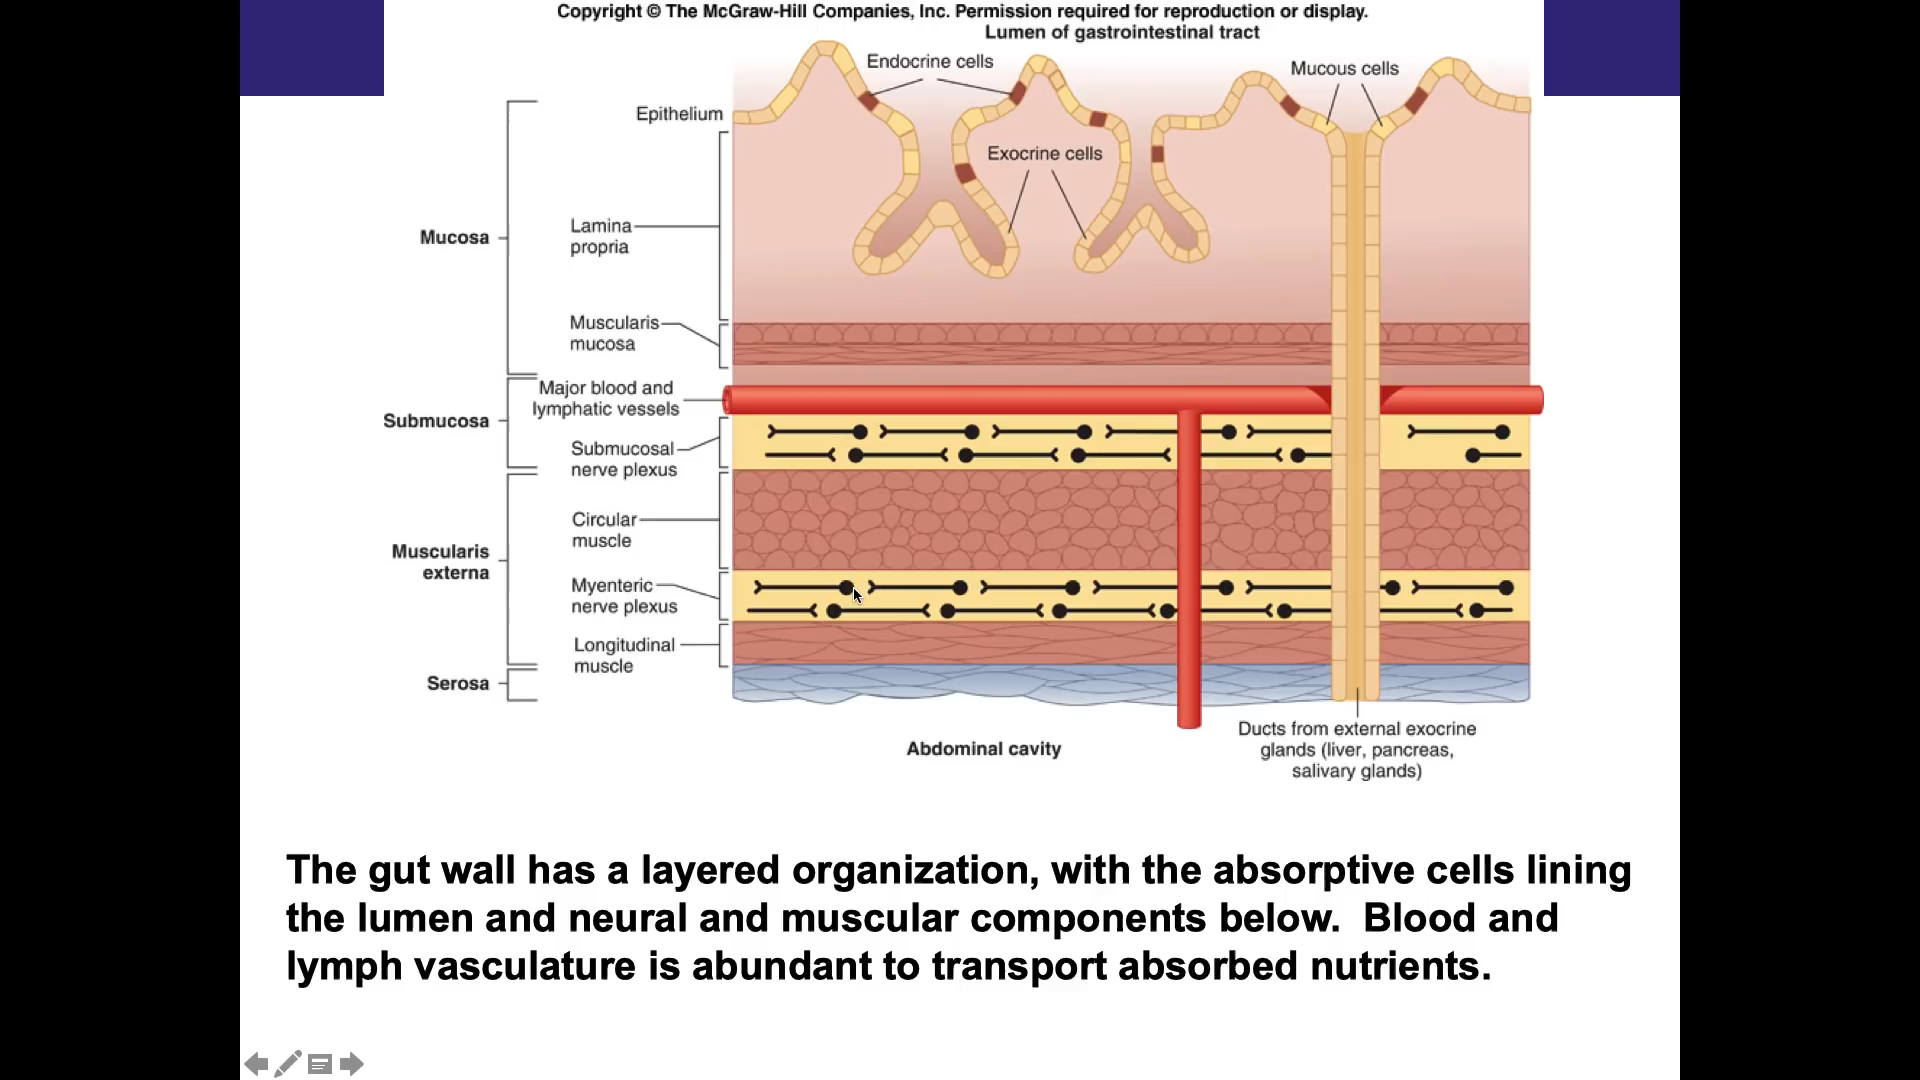 Copyright © The McGraw-Hill Companies, Inc. Permission required for reproduction or display.
Lumen of gastrointestinal tract
Endocrine cells
Mucous cells
Epithelium
Exocrine cells
Mucosa
Lamina
propria
Muscularis
mucosa
Submucosa
Major blood and
lymphatic vessels
Submucosal
nerve plexus
Muscularis
externa
Circular
muscle
Myenteric
nerve plexus
Longitudinal
muscle
Serosa
Abdominal cavity
Ducts from external exocrine
glands (liver, pancreas,
salivary glands)
The gut wall has a layered organization, with the absorptive cells lining
the lumen and neural and muscular components below.  Blood and
lymph vasculature is abundant to transport absorbed nutrients.